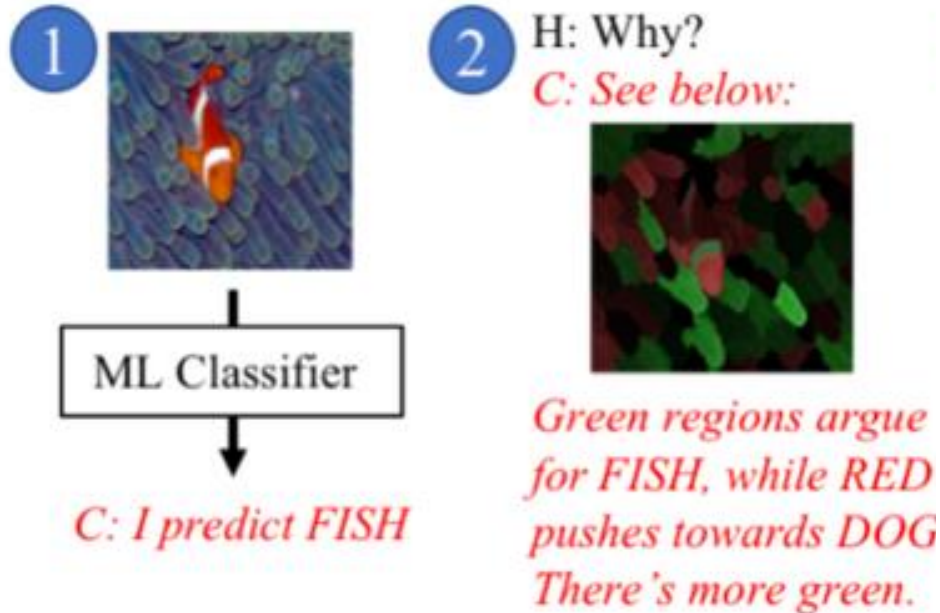 1
ML Classifier
C: I predict FISH
2
H: Why?
C: See below:
Green regions argue
for FISH, while RED
pushes towards DOG
There's more green.